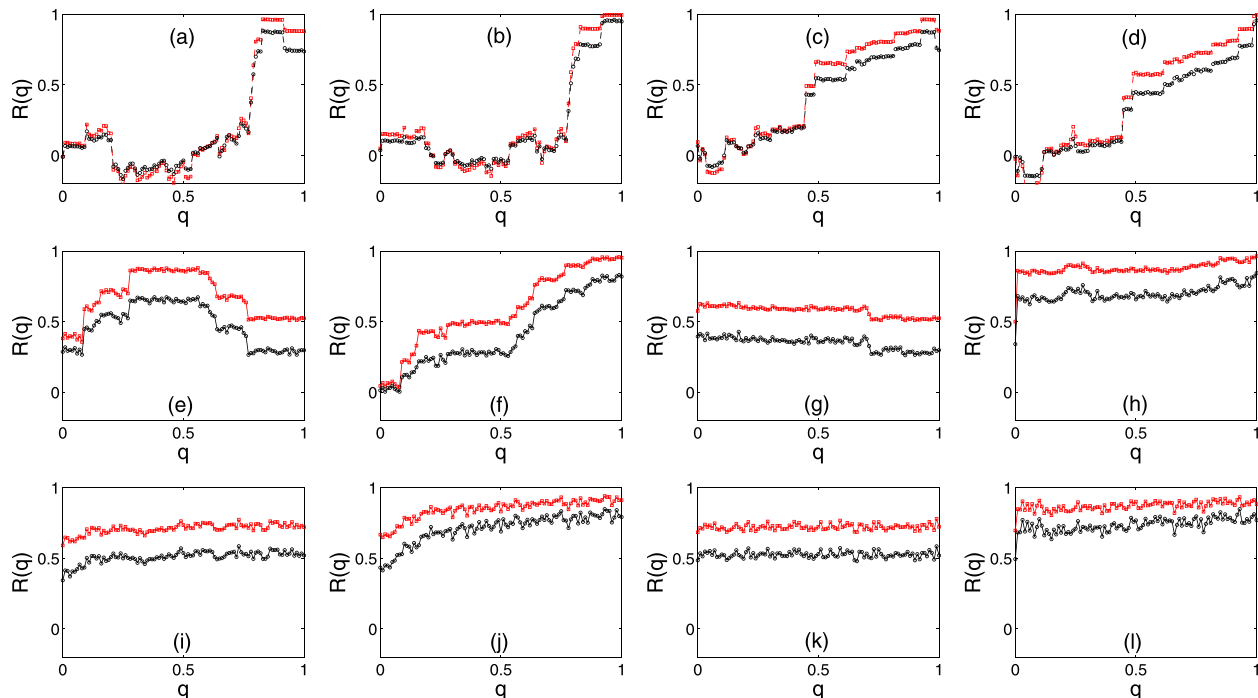 1 1 1 1
(a) (b) (c) (d)
R(q) R(q) R(q) R(q)
0.5 0.5 0.5 0.5
0 0 0 0
0 0.5 1 0 0.5 1 0 0.5 1 0 0.5 1
q q q q
1 1 1 1
R(q) R(q) R(q) R(q)
0.5 0.5 0.5 0.5
0 0 0 0
(e) (f) (g) (h)
0 0.5 1 0 0.5 1 0 0.5 1 0 0.5 1
q q q q
1 1 1 1
R(q) R(q) R(q) R(q)
0.5 0.5 0.5 0.5
0 0 0 0
(i) (j) (k) (l)
0 0.5 1 0 0.5 1 0 0.5 1 0 0.5 1
q q q q